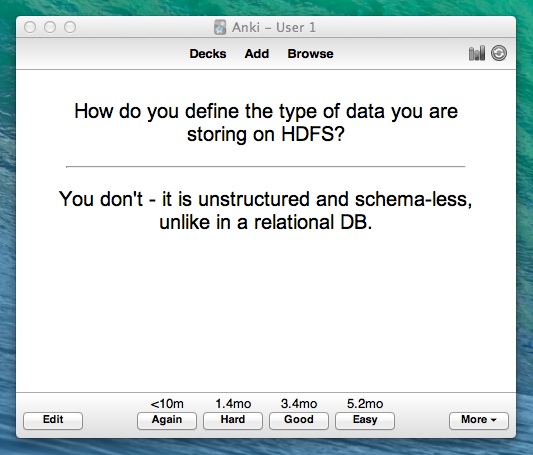 Anki – User 1
Decks Add Browse
How do you define the type of data you are
storing on HDFS?
You don't - it is unstructured and schema-less,
unlike in a relational DB.
<10m 1.4mo 3.4mo 5.2mo
Edit Again Hard Good Easy More